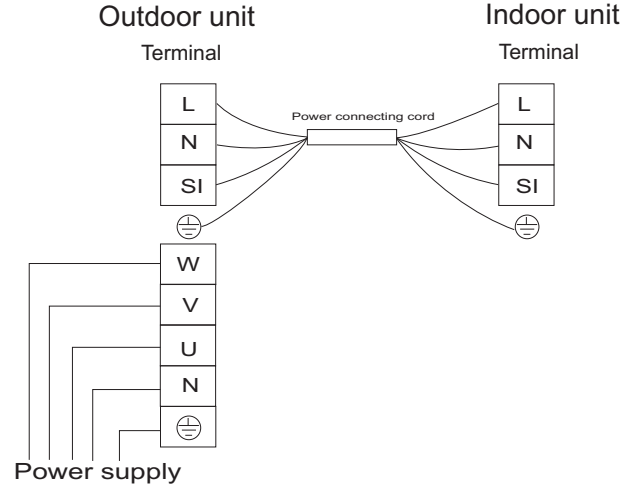 Outdoor unit
Indoor unit
Terminal
Terminal
L
L
Power connecting cord
N
N
SI
SI
W
V
U
N
Power supply